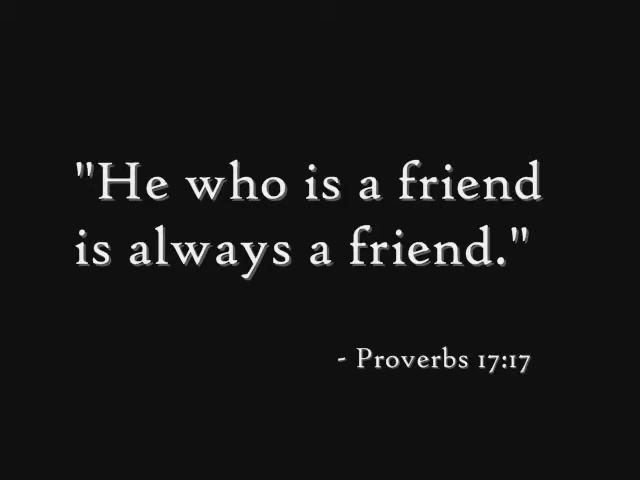 "He who is a friend
is always a friend."
- Proverbs 17:17